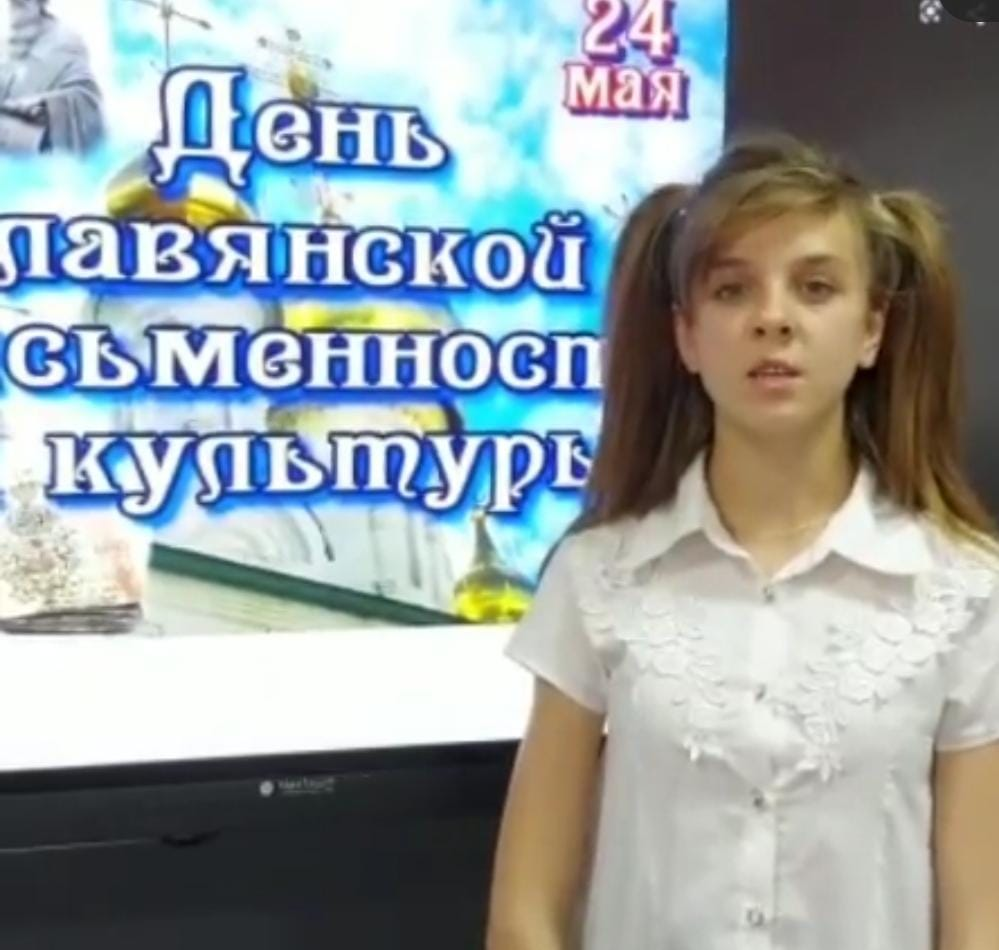 24
мая
День
лавянской
сьменност
культуры